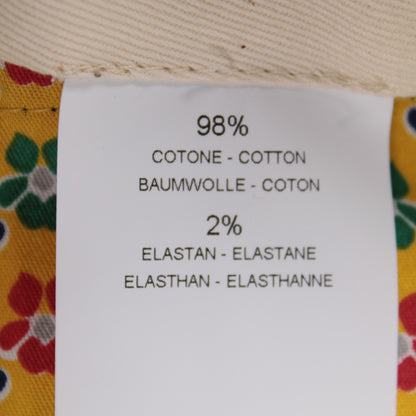 98%
COTONE - COTTON
BAUMWOLLE - COTON
2%
ELASTAN - ELASTANE
ELASTHAN - ELASTHANNE